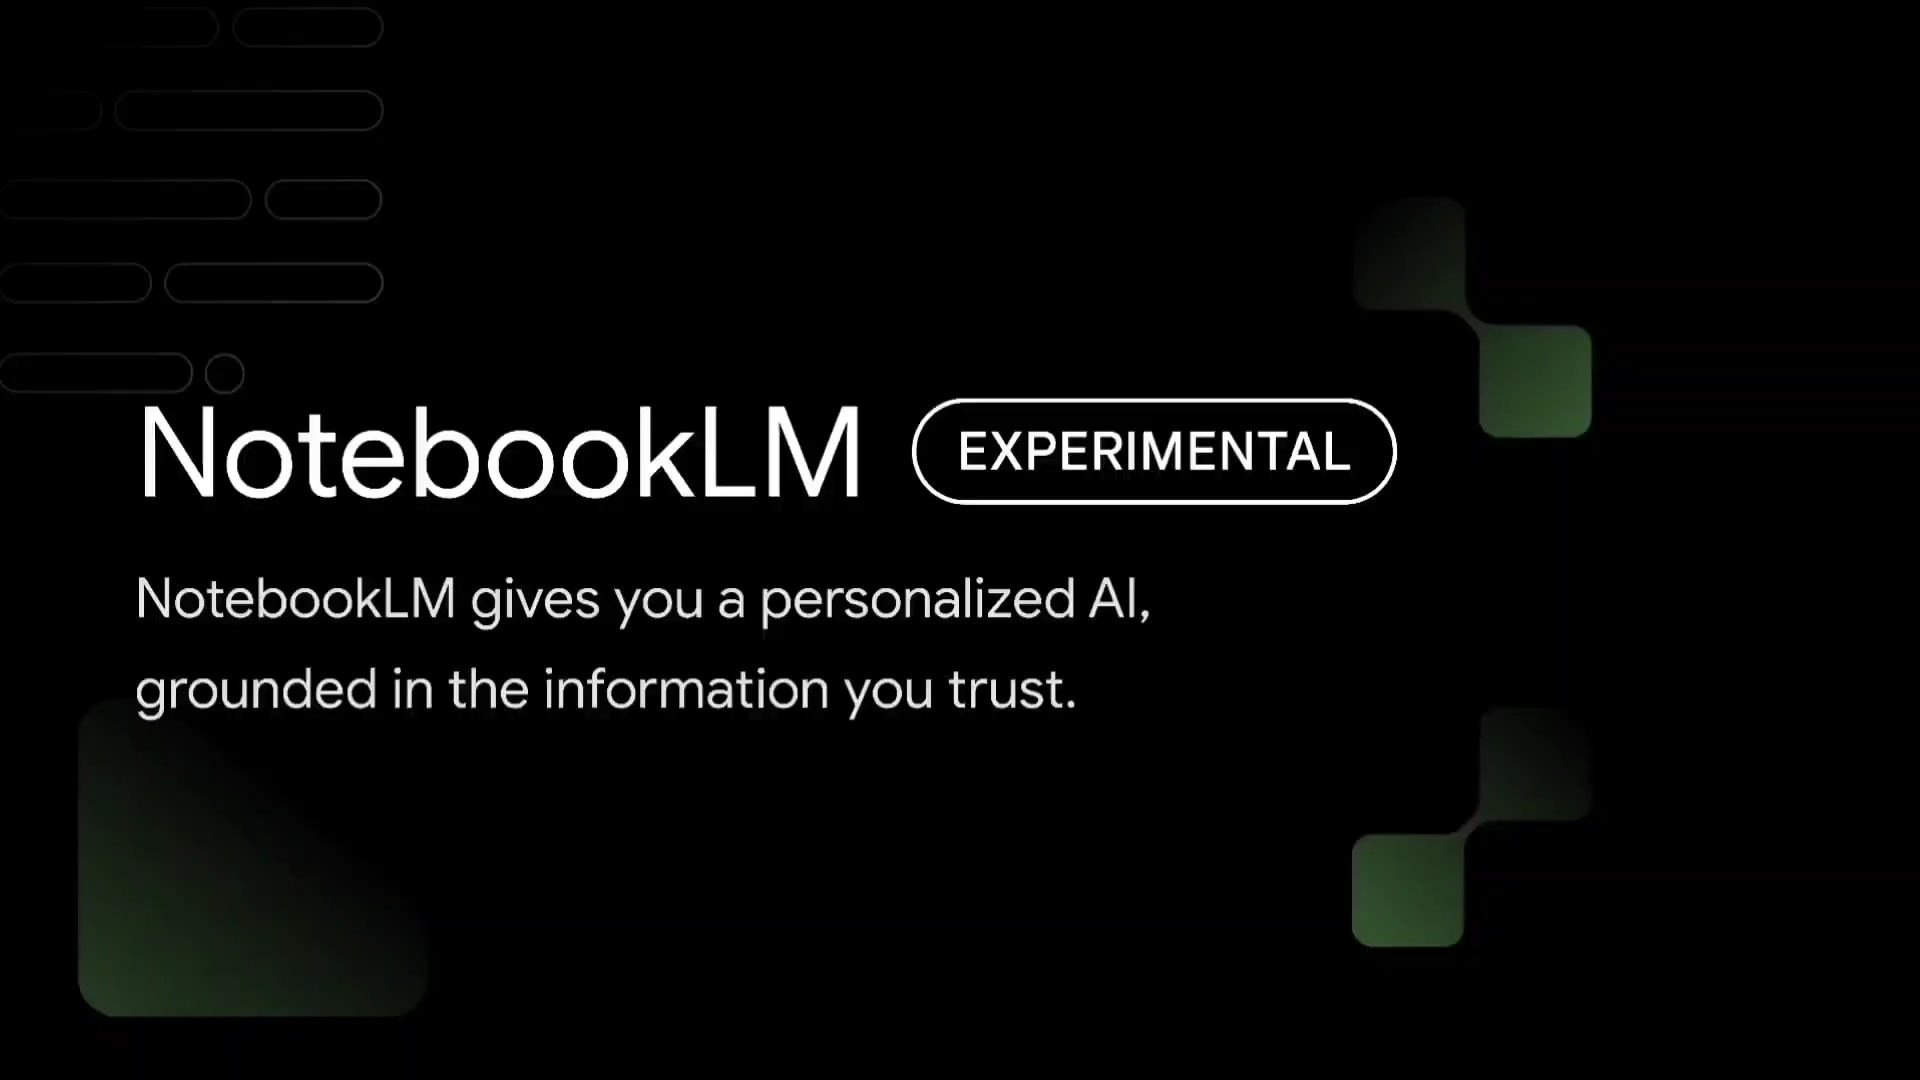 NotebookLM EXPERIMENTAL
NotebookLM gives you a personalized AI,
grounded in the information you trust.